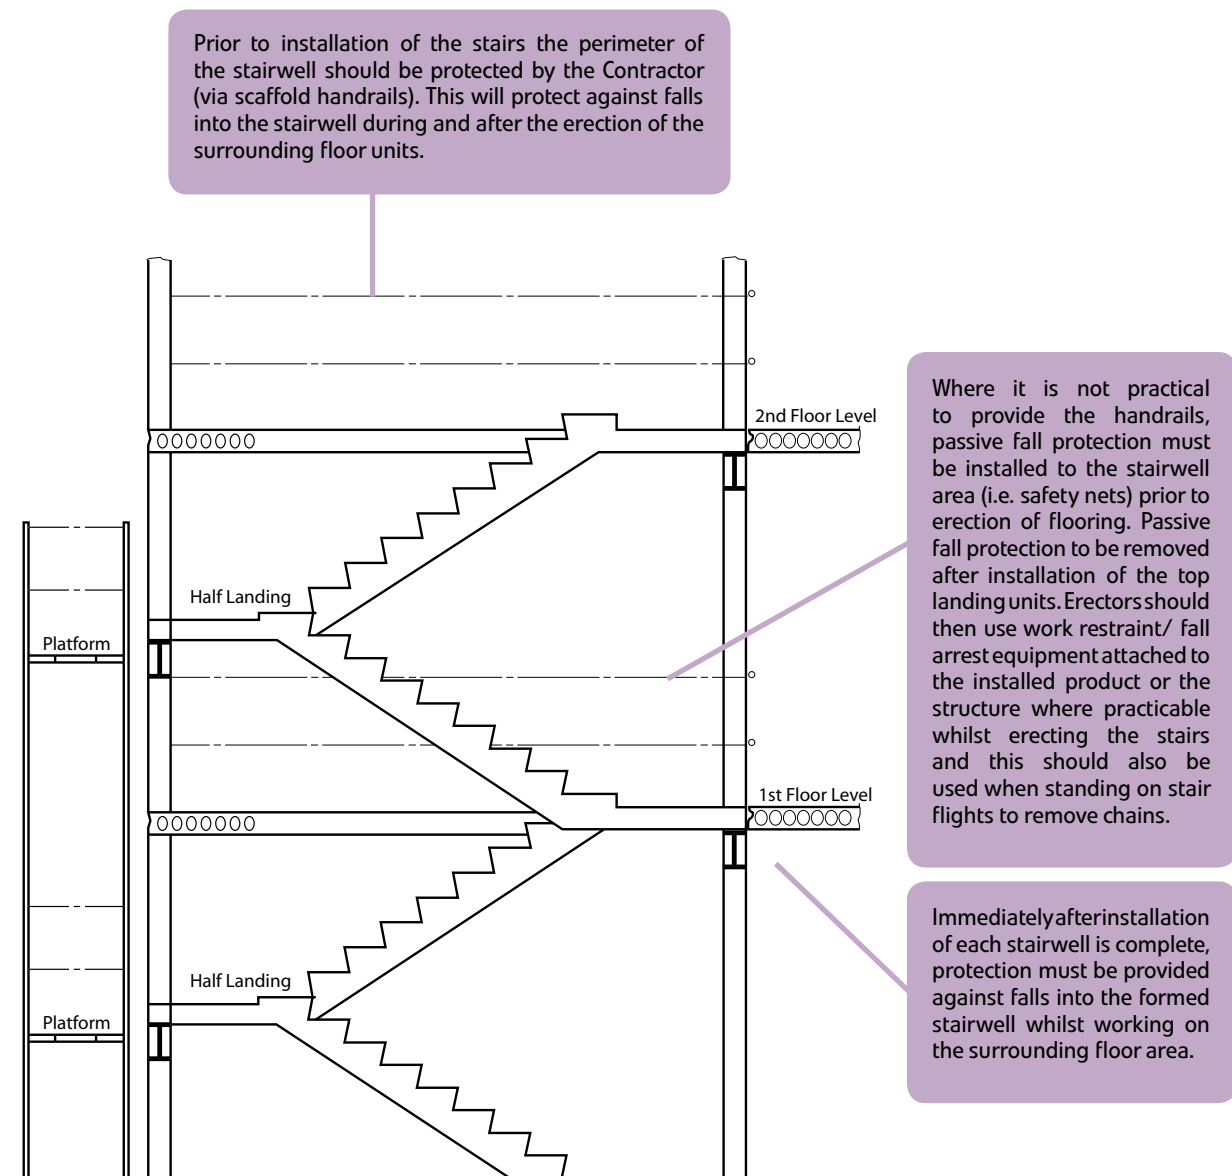 Prior to installation of the stairs the perimeter of
the stairwell should be protected by the Contractor
(via scaffold handrails). This will protect against falls
into the stairwell during and after the erection of the
surrounding floor units.
2nd Floor Level
Where it is not practical
to provide the handrails,
passive fall protection must
be installed to the stairwell
area (i.e. safety nets) prior to
erection of flooring. Passive
fall protection to be removed
after installation of the top
landing units. Erectors should
then use work restraint/ fall
arrest equipment attached to
the installed product or the
structure where practicable
whilst erecting the stairs
and this should also be
used when standing on stair
flights to remove chains.
Half Landing
Platform
1st Floor Level
Immediately after installation
of each stairwell is complete,
protection must be provided
against falls into the formed
stairwell whilst working on
the surrounding floor area.
Half Landing
Platform